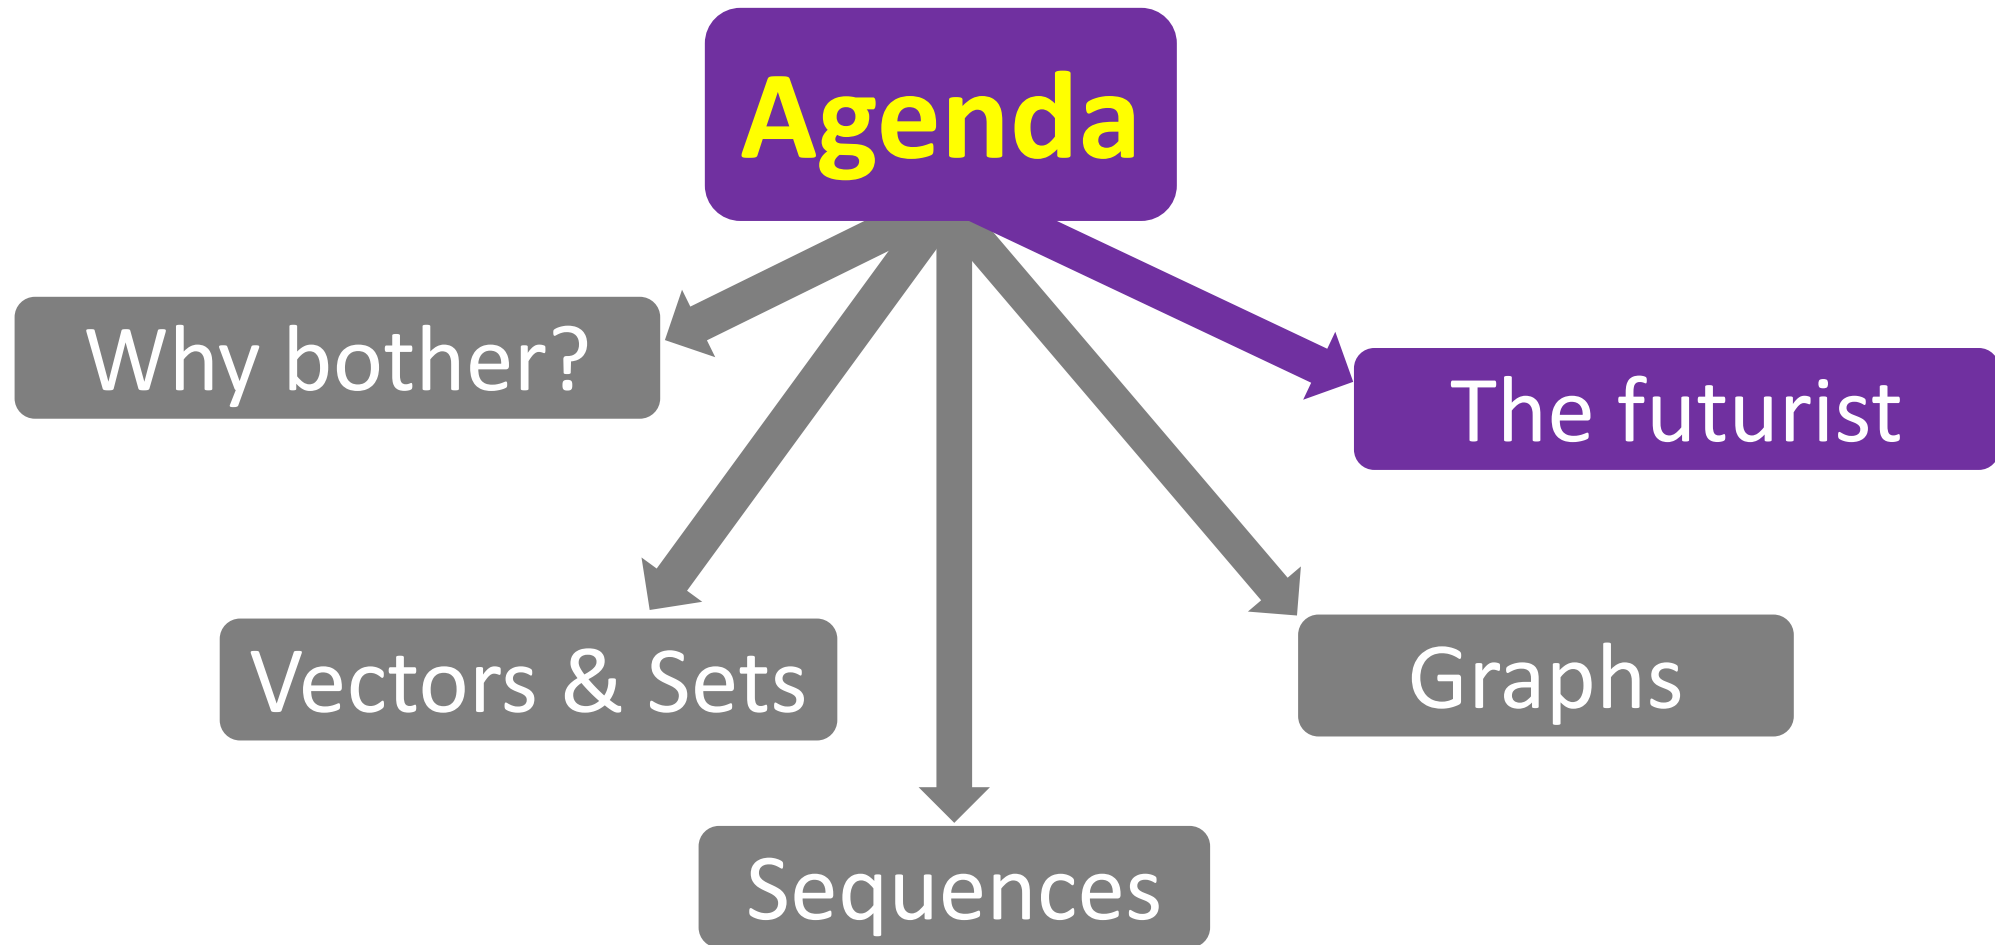 Agenda
Why bother?
The futurist
Vectors & Sets
Graphs
Sequences